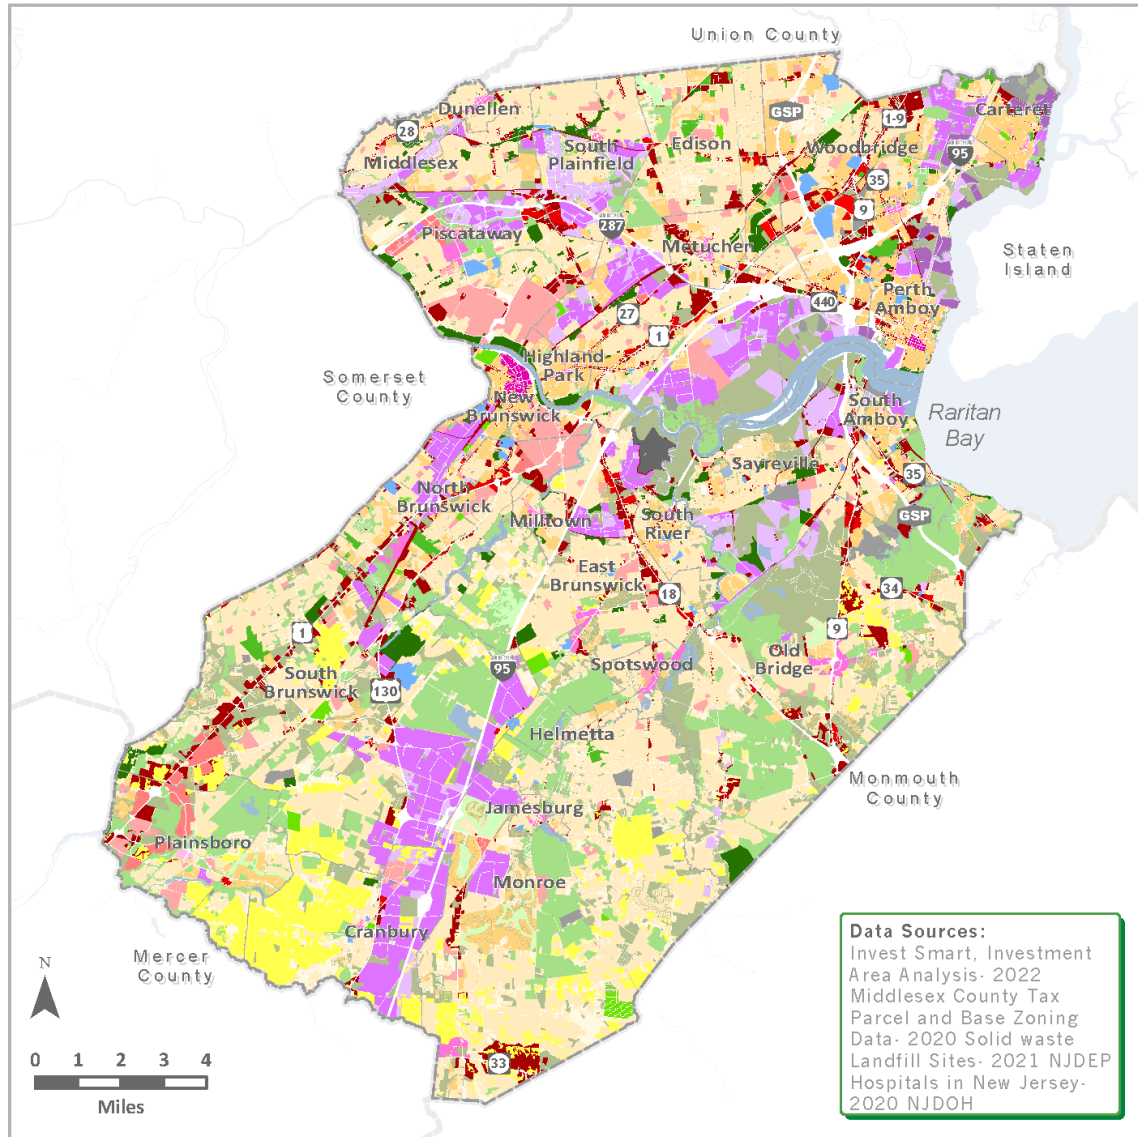 Union County
Dunellen
28
Middlesex
South
Plainfield
Edison
GSP
1-9
Woodbridge
Carteret
95
35
9
Piscataway
287
Metuchen
Staten
Island
Perth
Amboy
440
27
1
Highland
Park
Somerset
County
New
Brunswick
South
Amboy
Raritan
Bay
Sayreville
35
North
Brunswick
Milltown
South
River
GSP
East
Brunswick
18
34
9
1
Old
Bridge
Spotswood
95
South
Brunswick
130
Helmetta
Monmouth
County
Jamesburg
Plainsboro
Monroe
Cranbury
Mercer
County
N
0 1 2 3 4
Miles
33
Data Sources:
Invest Smart, Investment
Area Analysis- 2022
Middlesex County Tax
Parcel and Base Zoning
Data- 2020 Solid waste
Landfill Sites- 2021 NJDEP
Hospitals in New Jersey-
2020 NJDOH